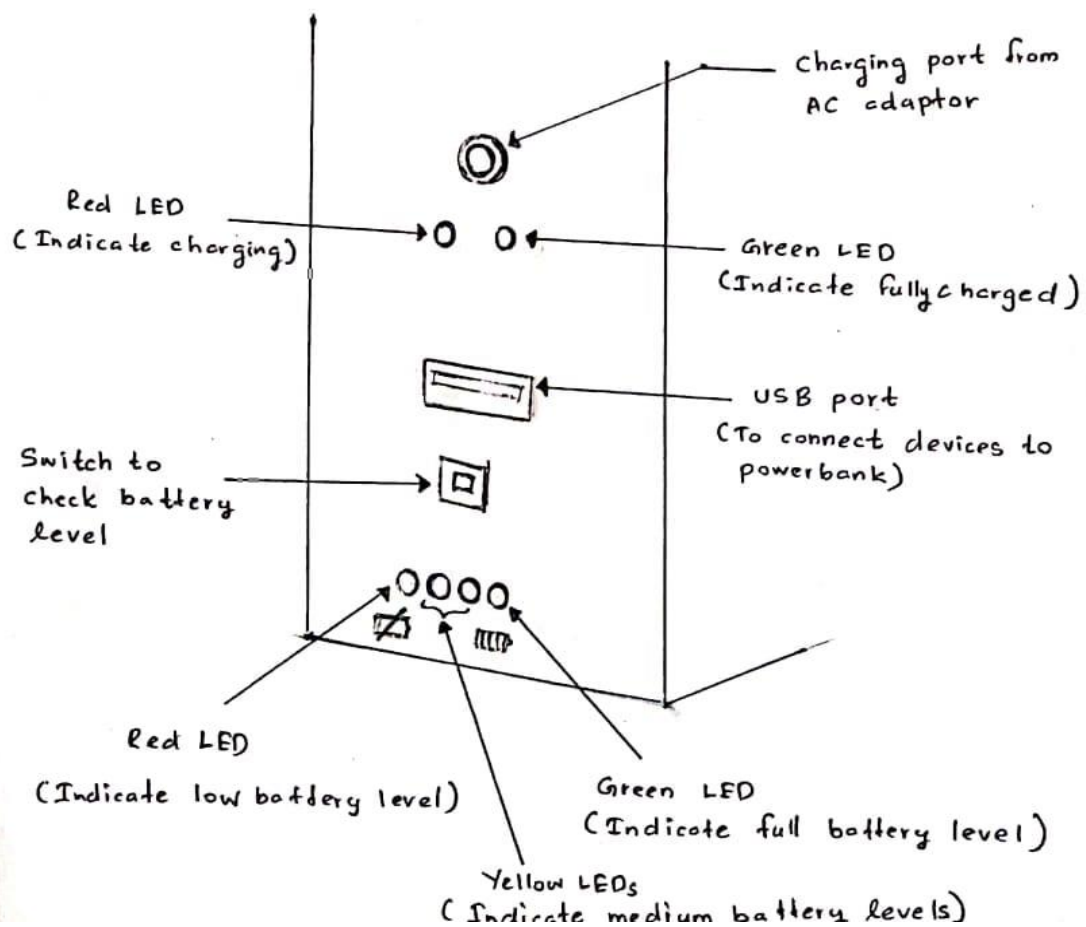 Charging port from
AC adaptor
Red LED
(Indicate charging)
Green LED
(Indicate fully charged)
USB port
(To connect devices to
powerbank)
Switch to
check battery
level
Red LED
(Indicate low battery level)
Green LED
(Indicate full battery level)
Yellow LEDs
(Indicate medium battery levels)